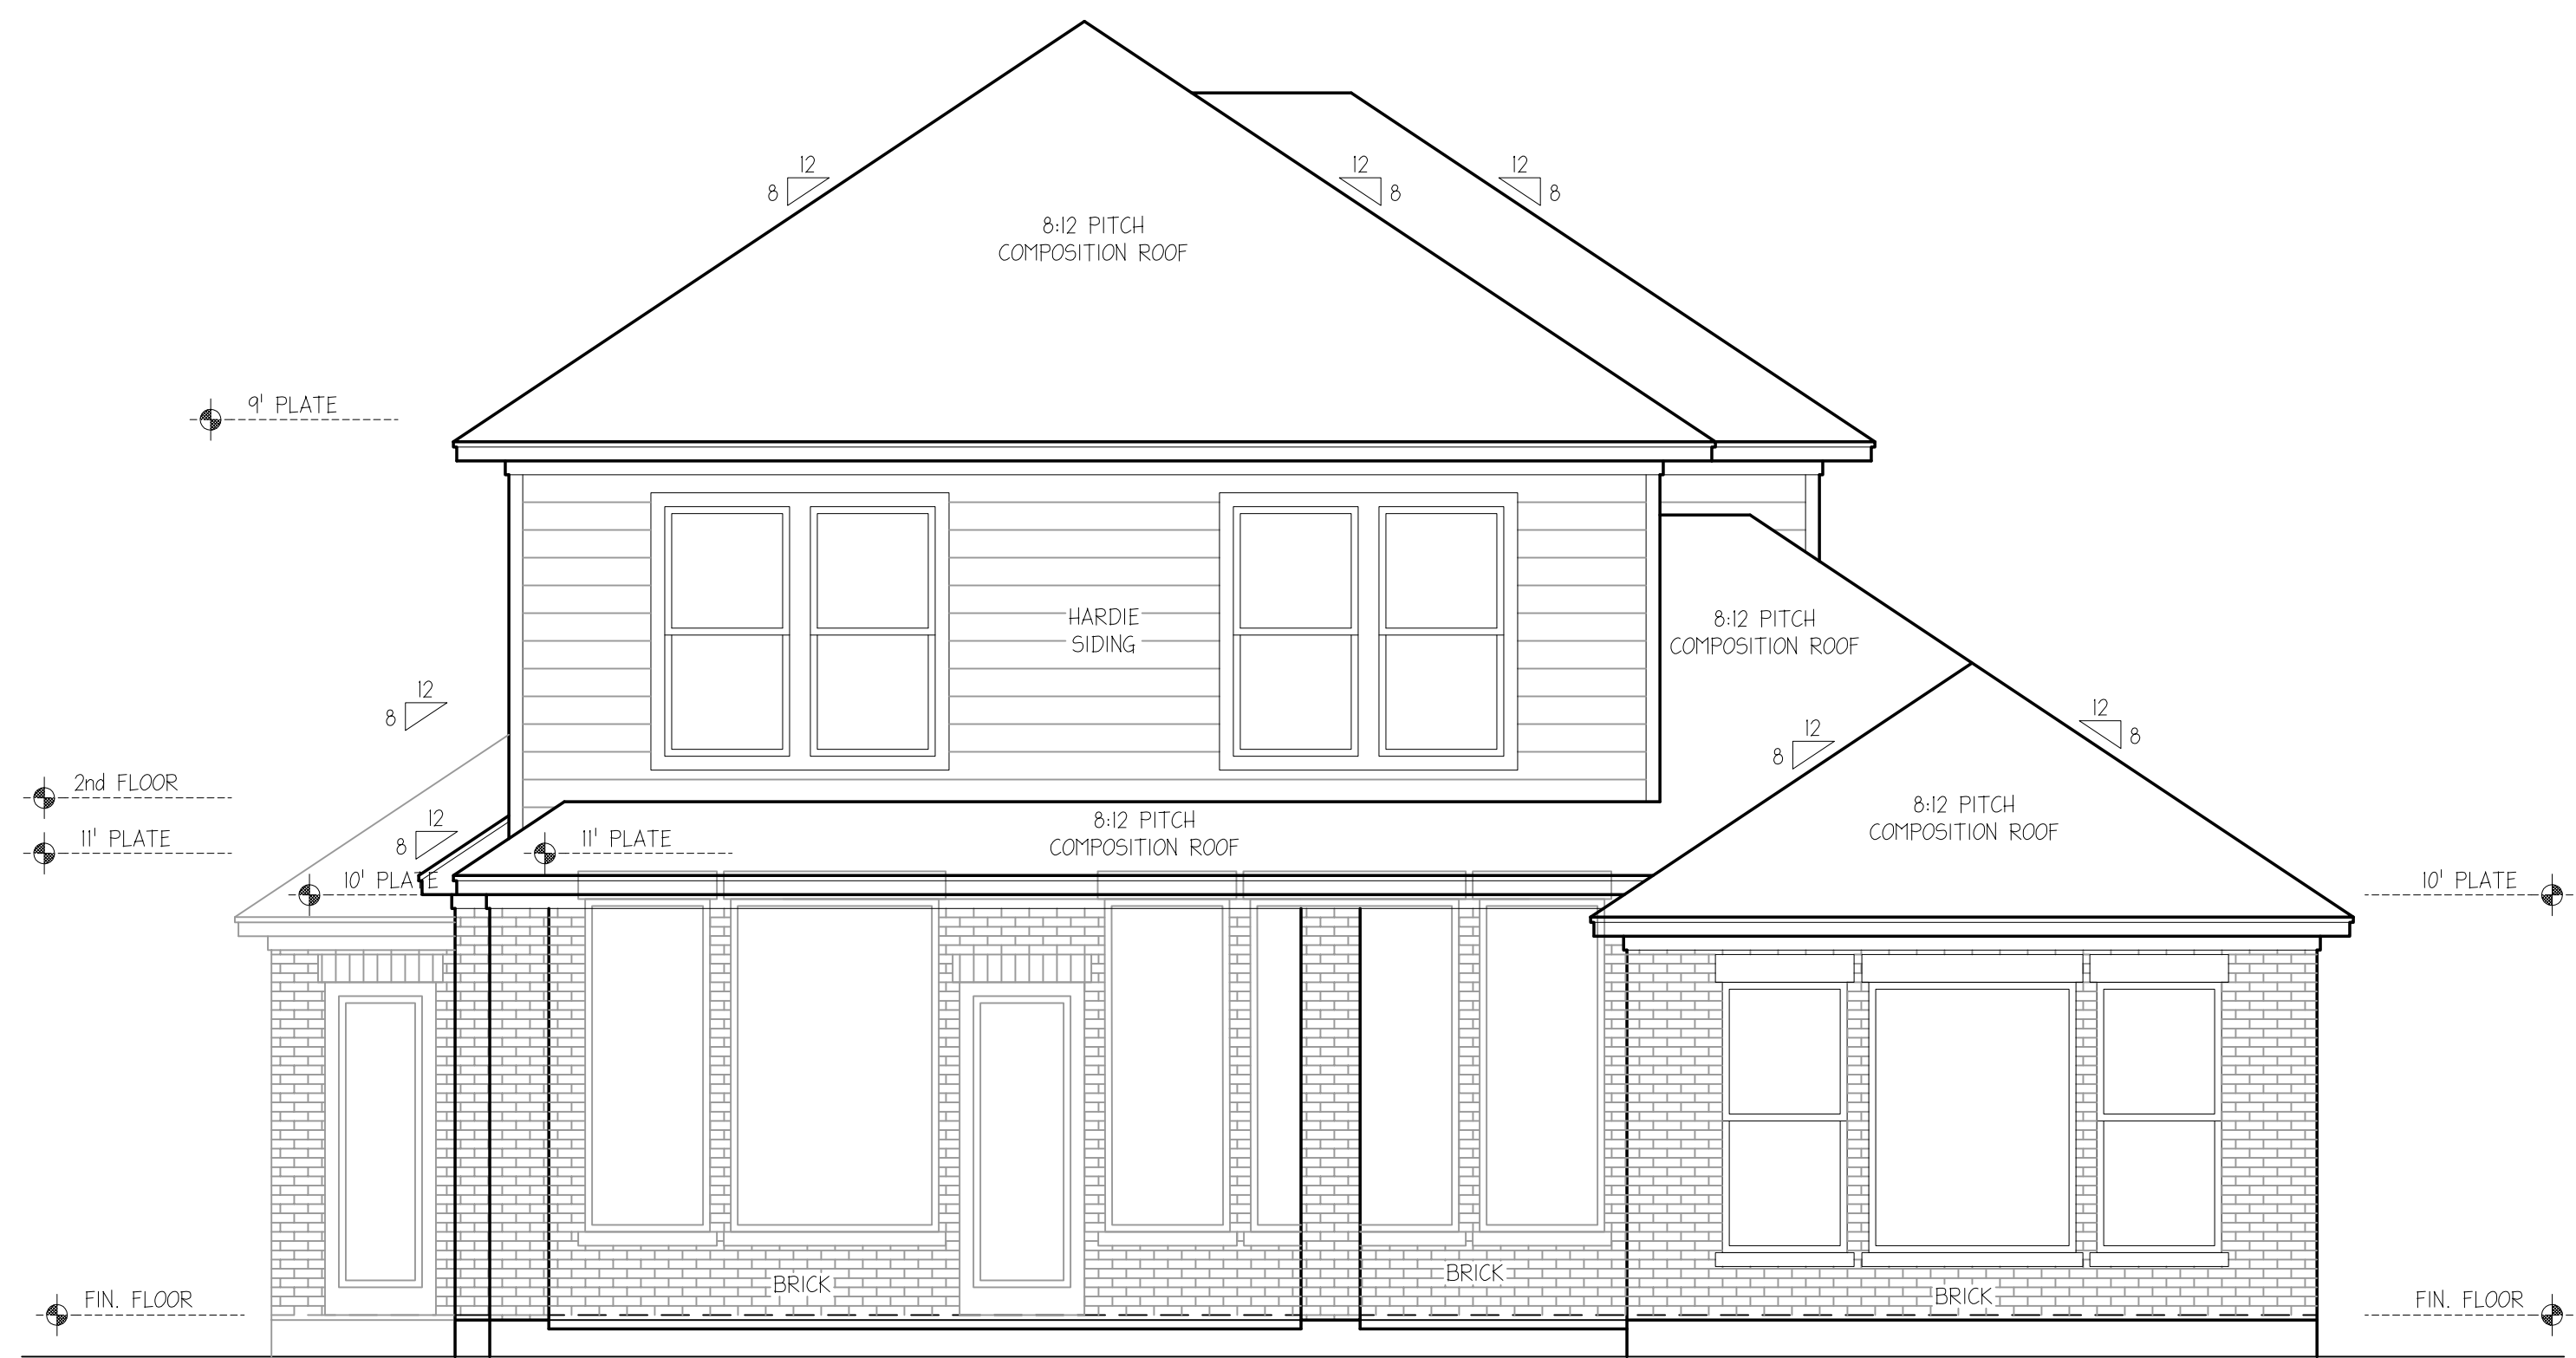 12
8
12
8
12
8
8:12 PITCH
COMPOSITION ROOF
9' PLATE
HARDIE
SIDING
8:12 PITCH
COMPOSITION ROOF
12
8
12
8
12
8
2nd FLOOR
11' PLATE
12
8
11' PLATE
8:12 PITCH
COMPOSITION ROOF
8:12 PITCH
COMPOSITION ROOF
10' PLATE
10' PLATE
BRICK
BRICK
BRICK
FIN. FLOOR
FIN. FLOOR